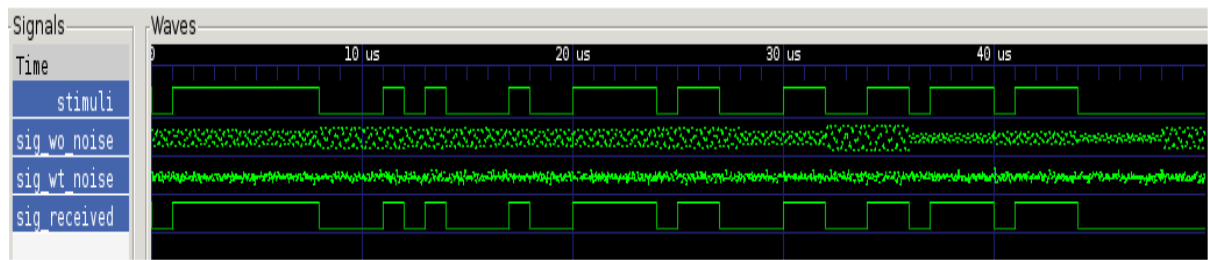 Signals Waves
Time 0 10 us 20 us 30 us 40 us
stimuli
sig_wo_noise
sig_wt_noise
sig_received